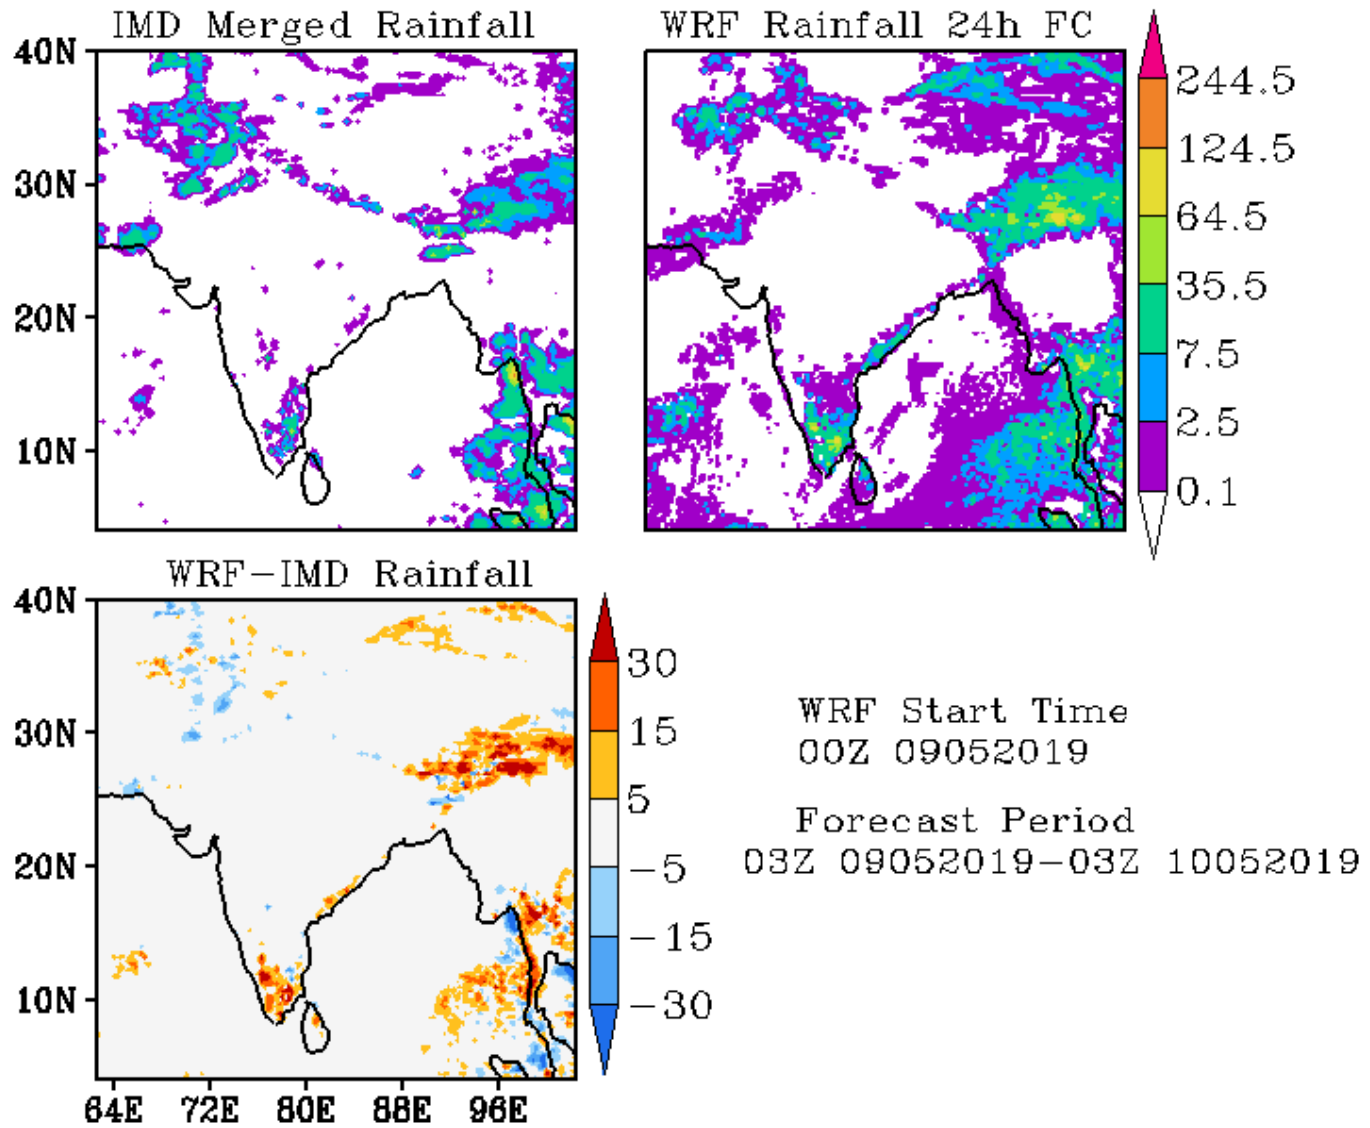 IMD Merged Rainfall
WRF Rainfall 24h FC
40N
30N
20N
10N
244.5
124.5
64.5
35.5
7.5
2.5
0.1
WRF-IMD Rainfall
40N
30N
20N
10N
64E 72E 80E 88E 96E
30
15
5
-5
-15
-30
WRF Start Time
00Z 09052019
Forecast Period
03Z 09052019-03Z 10052019